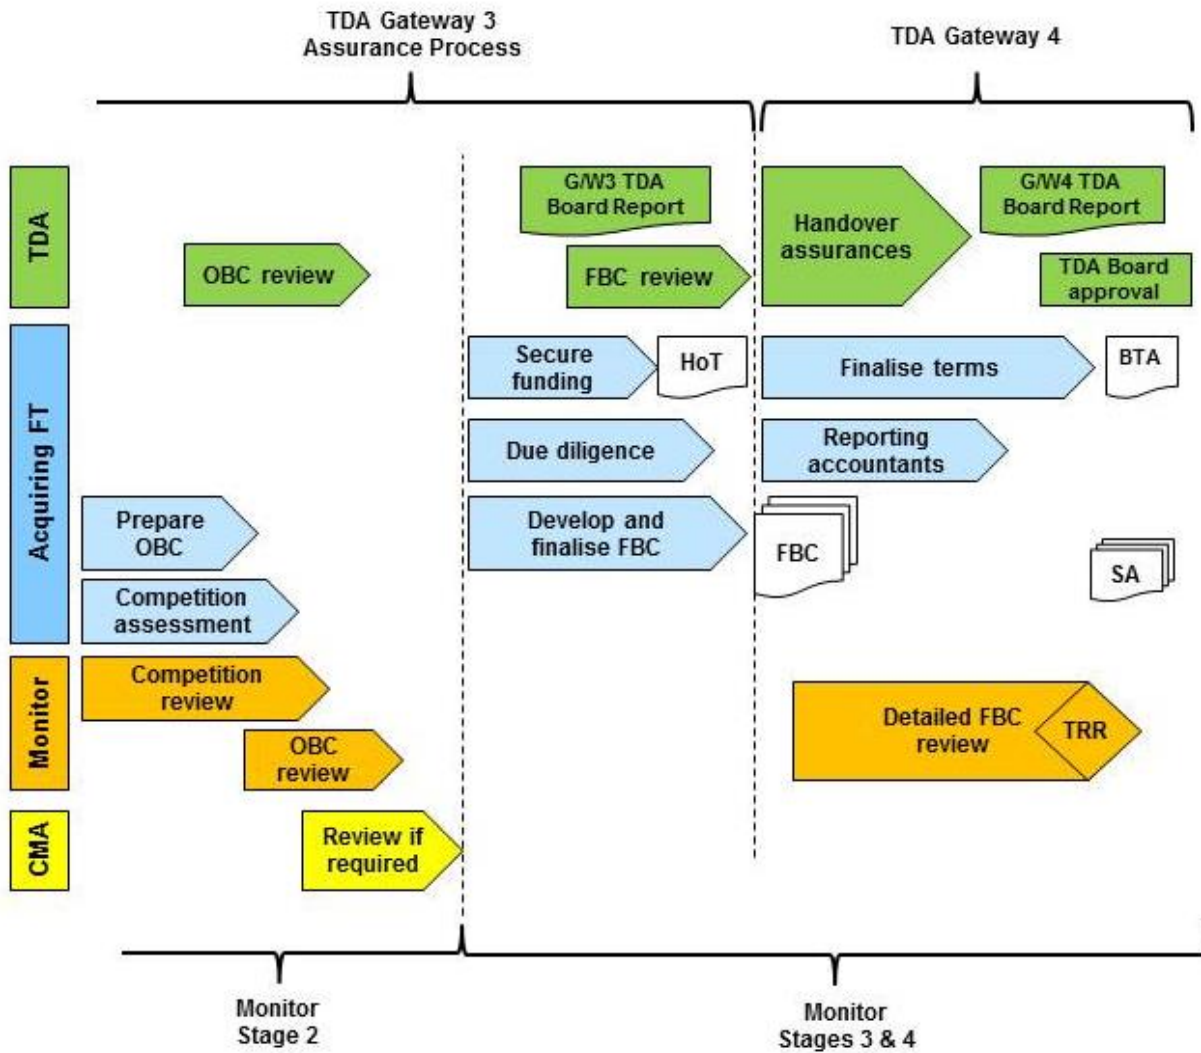 TDA Gateway 3
Assurance Process
TDA Gateway 4
TDA
G/W3 TDA
Board Report
OBC review
FBC review
Handover
assurances
G/W4 TDA
Board Report
TDA Board
approval
Acquiring FT
Secure
funding
HoT
Finalise terms
BTA
Due diligence
Reporting
accountants
Prepare
OBC
Develop and
finalise FBC
FBC
SA
Competition
assessment
Monitor
Competition
review
OBC
review
Detailed FBC
review
TRR
CMA
Review if
required
Monitor
Stage 2
Monitor
Stages 3 & 4